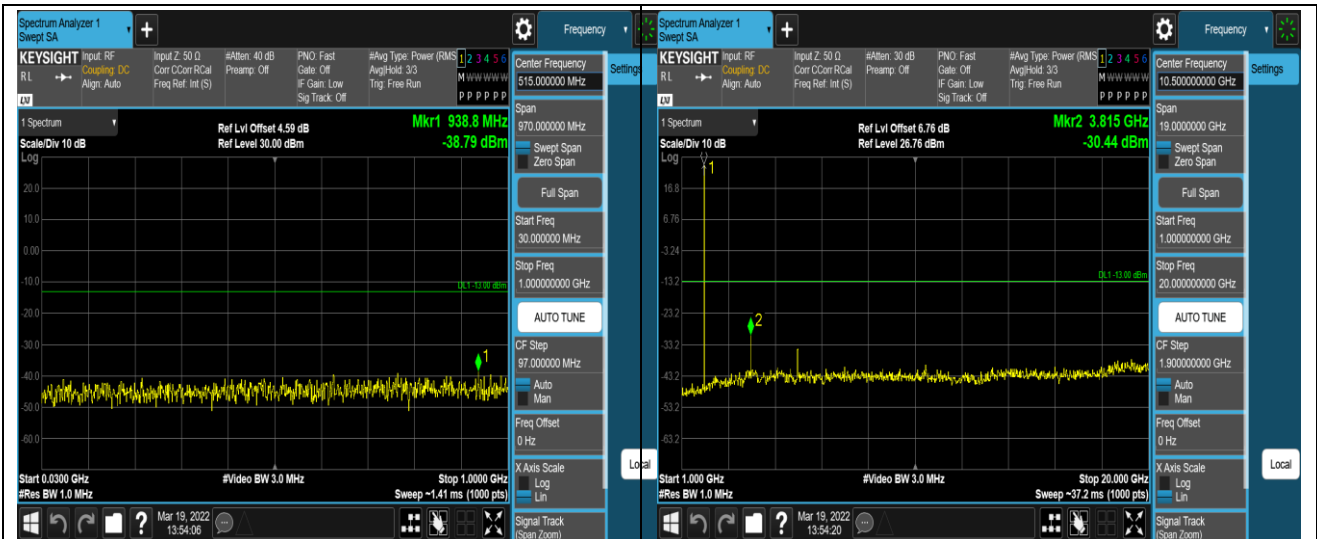 Spectrum Analyzer 1
Swept SA
+
Frequency
KEYSIGHT
Input: RF
Coupling: DC
Align: Auto
Input Z: 50 Ω
Corr CCorr RCal
Freq Ref: Int (S)
#Atten: 40 dB
Preamp: Off
PNO: Fast
Gate: Off
IF Gain: Low
Sig Track: Off
#Avg Type: Power (RMS
Avg|Hold: 3/3
Trig: Free Run
1 2 3 4 5 6
M W W W W W
P P P P P P
R L
LXI
Center Frequency
515.000000 MHz
Settings
Span
970.000000 MHz
Swept Span
Zero Span
Full Span
Start Freq
30.000000 MHz
Stop Freq
1.000000000 GHz
AUTO TUNE
CF Step
97.000000 MHz
Auto
Man
Freq Offset
0 Hz
X Axis Scale
Log
Lin
Local
Signal Track
(Span Zoom)
1 Spectrum
Scale/Div 10 dB
Log
Ref Lvl Offset 4.59 dB
Ref Level 30.00 dBm
Mkr1 938.8 MHz
-38.79 dBm
20.0
10.0
0.00
-10.0
DL1 -13.00 dBm
-20.0
-30.0
1
-40.0
-50.0
-60.0
Start 0.0300 GHz
#Res BW 1.0 MHz
#Video BW 3.0 MHz
Stop 1.0000 GHz
Sweep ~1.41 ms (1000 pts)
?
Mar 19, 2022
13:54:06
Spectrum Analyzer 1
Swept SA
+
Frequency
KEYSIGHT
Input: RF
Coupling: DC
Align: Auto
Input Z: 50 Ω
Corr CCorr RCal
Freq Ref: Int (S)
#Atten: 30 dB
Preamp: Off
PNO: Fast
Gate: Off
IF Gain: Low
Sig Track: Off
#Avg Type: Power (RMS
Avg|Hold: 3/3
Trig: Free Run
1 2 3 4 5 6
M W W W W W
P P P P P P
R L
LXI
Center Frequency
10.500000000 GHz
Settings
Span
19.0000000 GHz
Swept Span
Zero Span
Full Span
Start Freq
1.000000000 GHz
Stop Freq
20.000000000 GHz
AUTO TUNE
CF Step
1.900000000 GHz
Auto
Man
Freq Offset
0 Hz
X Axis Scale
Log
Lin
Local
Signal Track
(Span Zoom)
1 Spectrum
Scale/Div 10 dB
Log
Ref Lvl Offset 6.76 dB
Ref Level 26.76 dBm
Mkr2 3.815 GHz
-30.44 dBm
1
16.8
6.76
-3.24
-13.2
DL1 -13.00 dBm
-23.2
2
-33.2
-43.2
-53.2
-63.2
Start 1.000 GHz
#Res BW 1.0 MHz
#Video BW 3.0 MHz
Stop 20.000 GHz
Sweep ~37.2 ms (1000 pts)
?
Mar 19, 2022
13:54:20